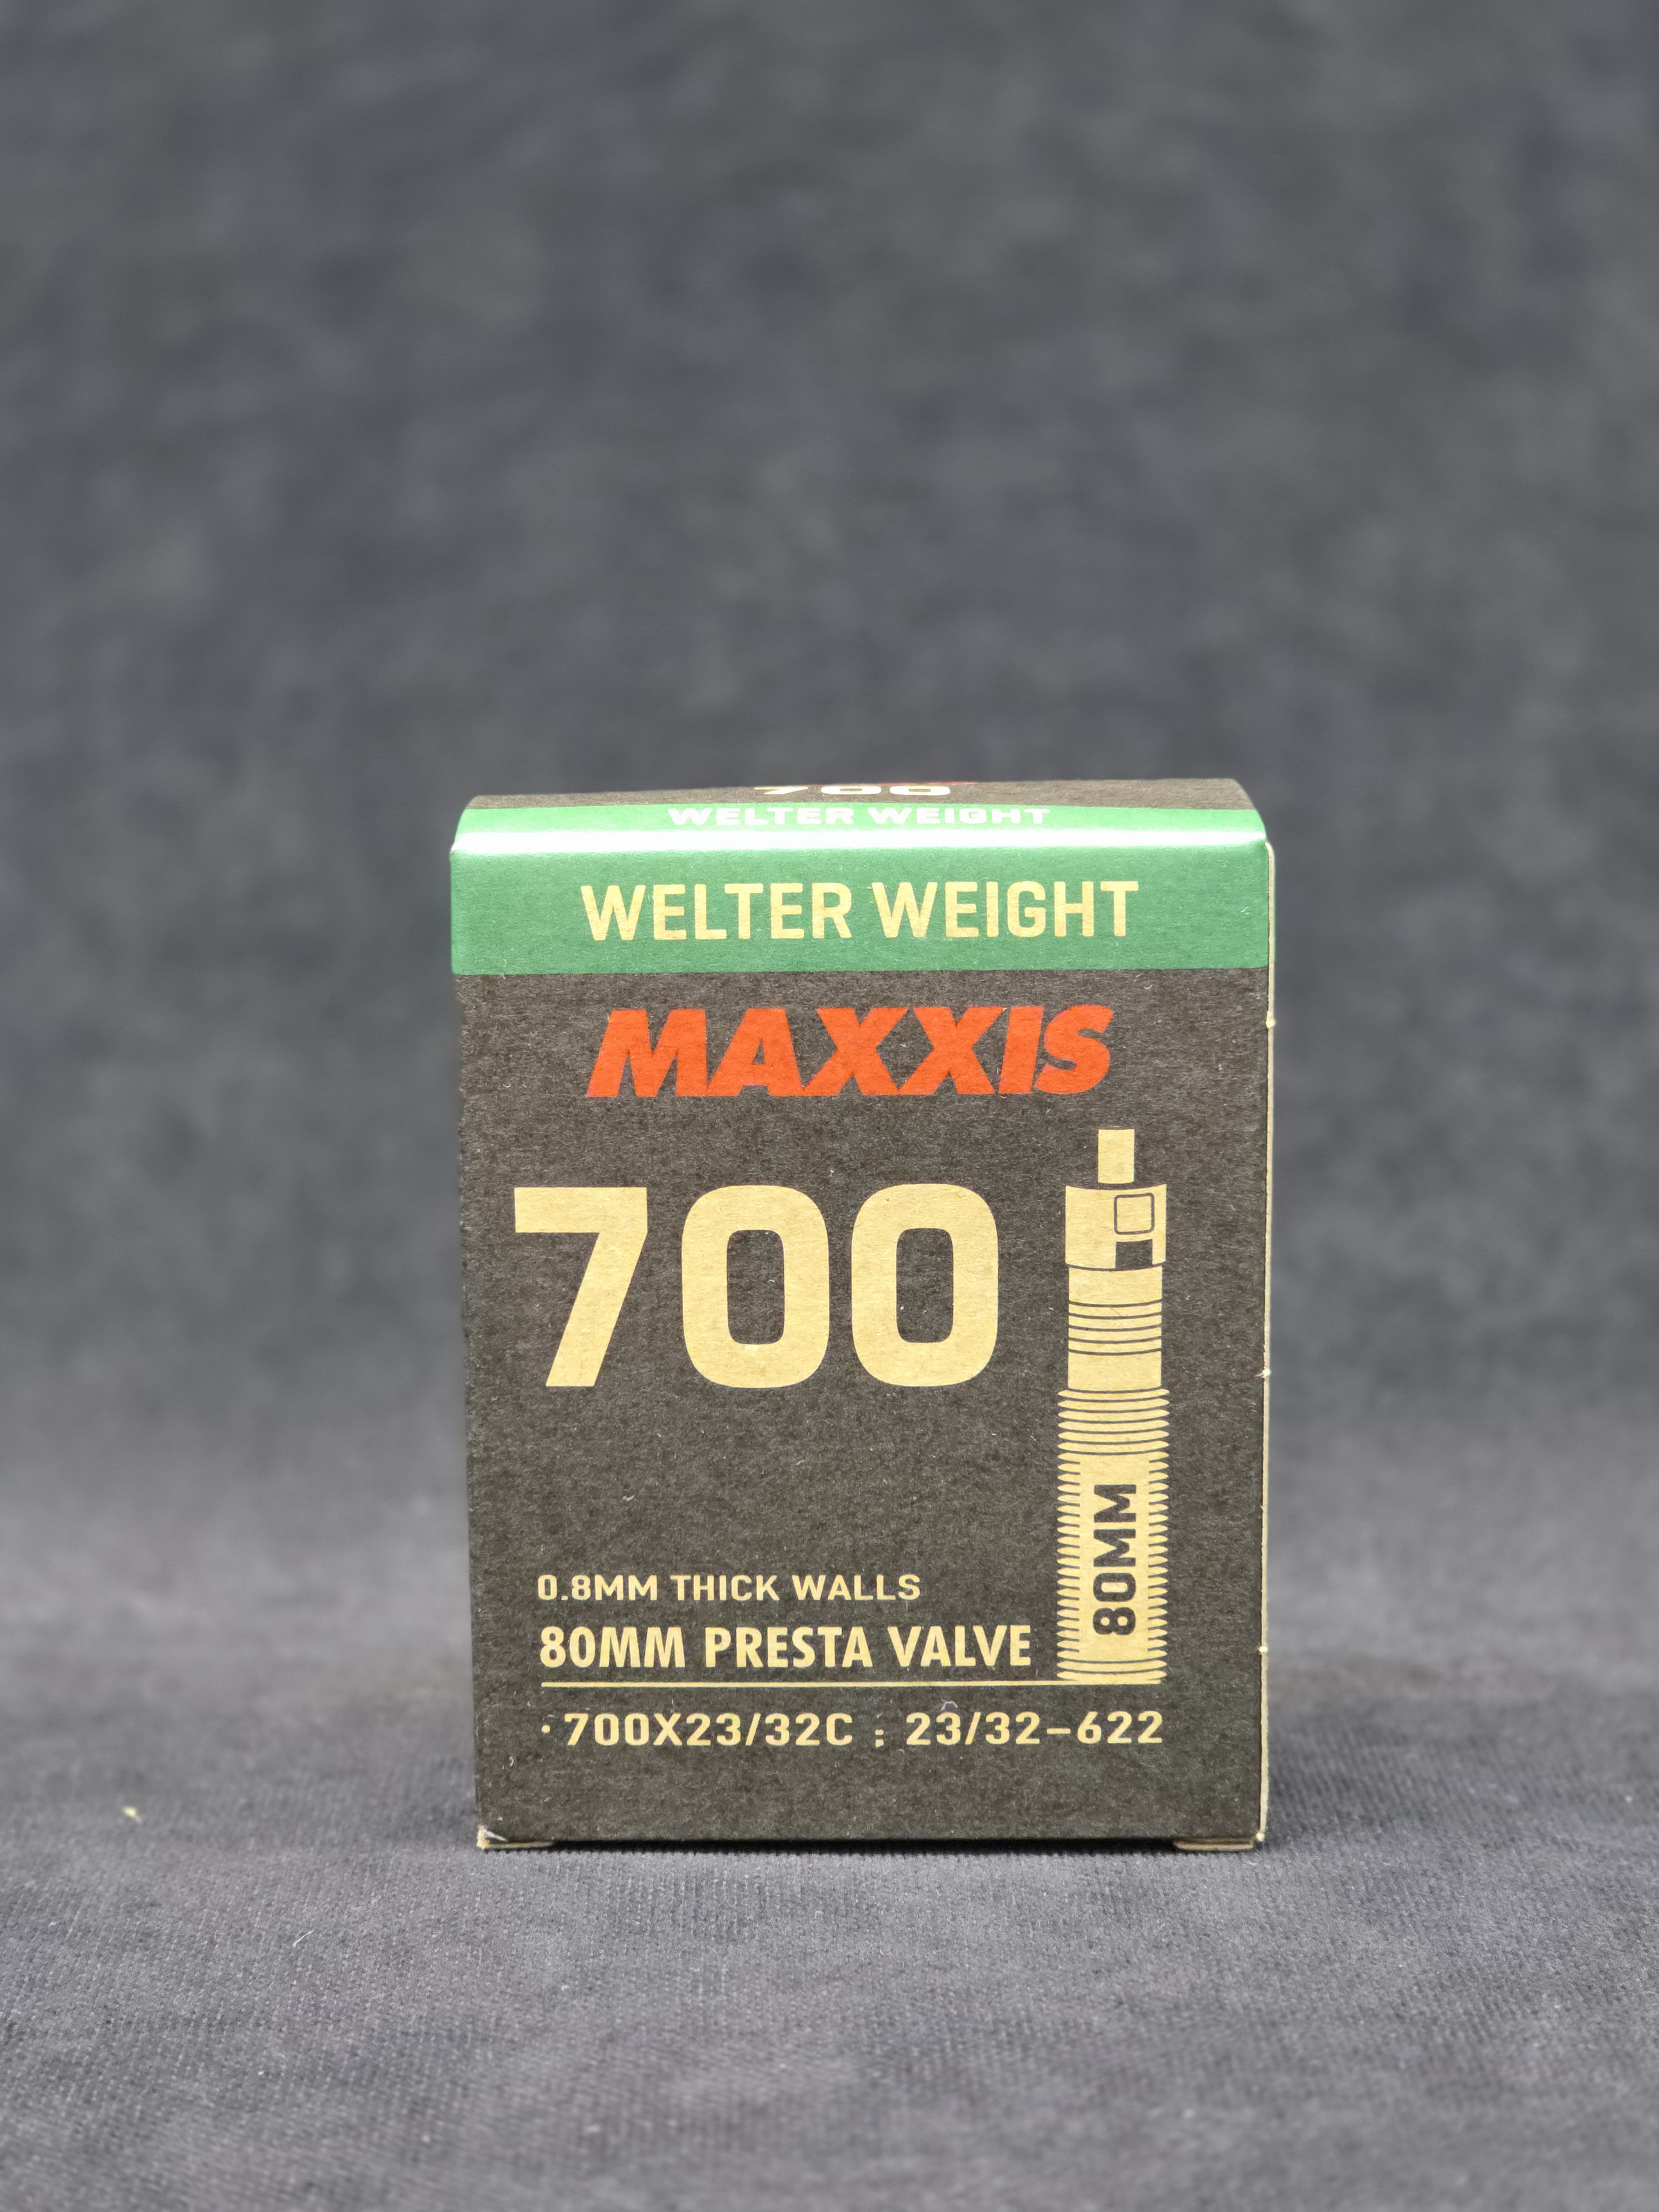 700
WELTER WEIGHT
WELTER WEIGHT
MAXXIS
700
80MM
0.8MM THICK WALLS
80MM PRESTA VALVE
·700X23/32C ; 23/32-622